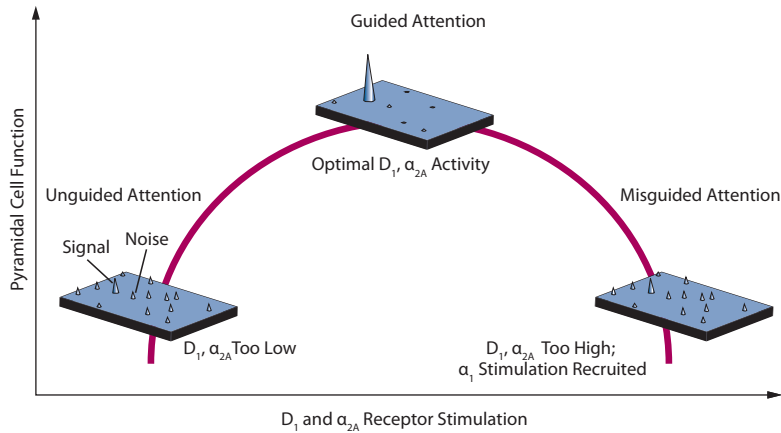 Guided Attention
Optimal D₁, α₂A Activity
Unguided Attention
Misguided Attention
Signal
Noise
D₁, α₂A Too Low
D₁, α₂A Too High;
α₁ Stimulation Recruited
Pyramidal Cell Function
D₁ and α₂A Receptor Stimulation